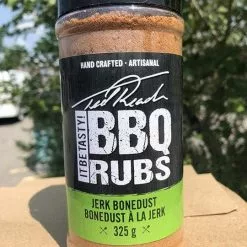 HAND CRAFTED • ARTISANAL
Ted Reader
IT BE TASTY!
BBQ
RUBS
JERK BONEDUST
BONEDUST À LA JERK
325 g